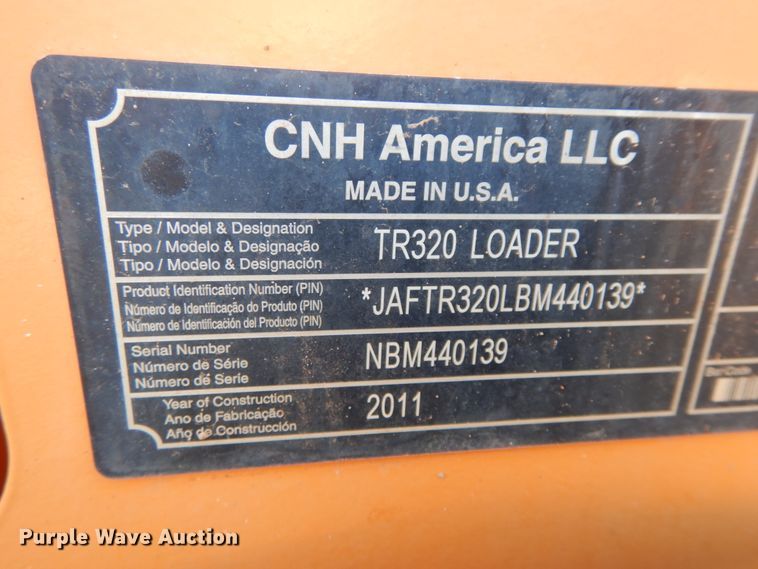 CNH America LLC
MADE IN U.S.A.
Type / Model & Designation
Tipo / Modelo & Designação
Tipo / Modelo & Designación
TR320 LOADER
Product Identification Number (PIN)
Número de Identificação do Produto (PIN)
Número de Identificación del Producto (PIN)
*JAFTR320LBM440139*
Serial Number
Número de Série
Número de Serie
NBM440139
Year of Construction
Ano de Fabricação
Año de Construcción
2011
Bar-Code
Purple Wave Auction